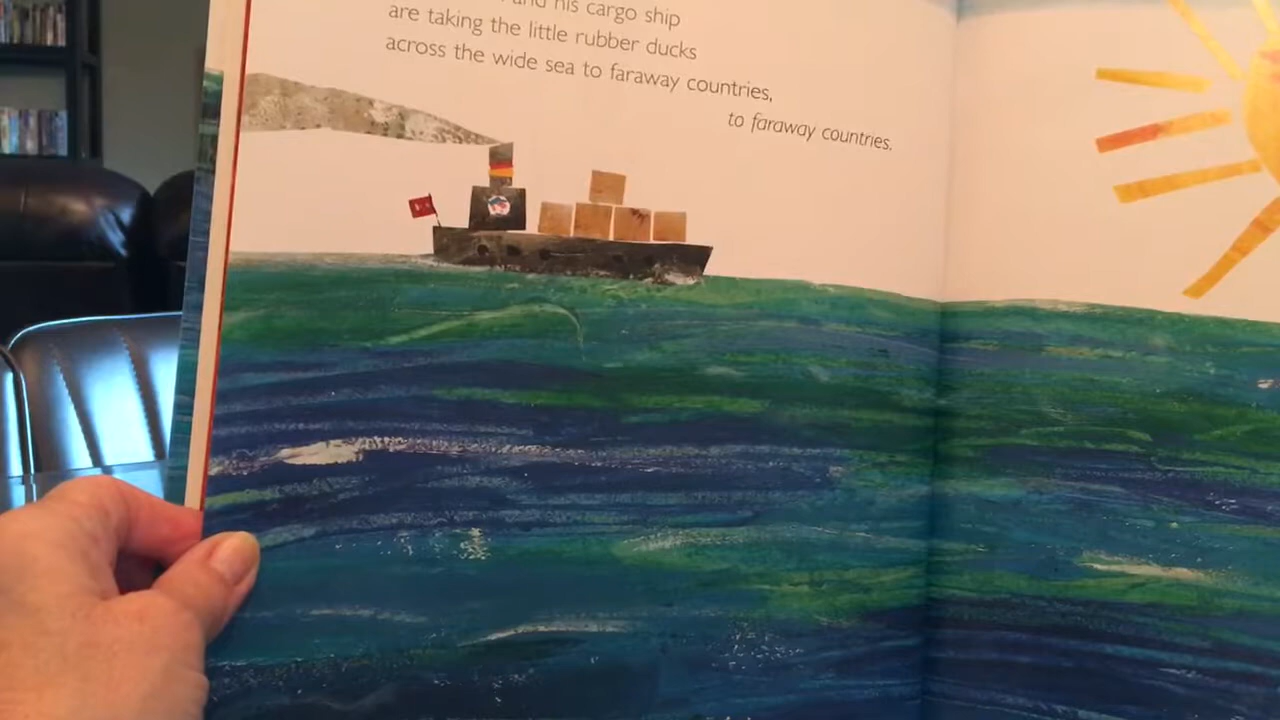 and his cargo ship
are taking the little rubber ducks
across the wide sea to faraway countries,
to faraway countries.